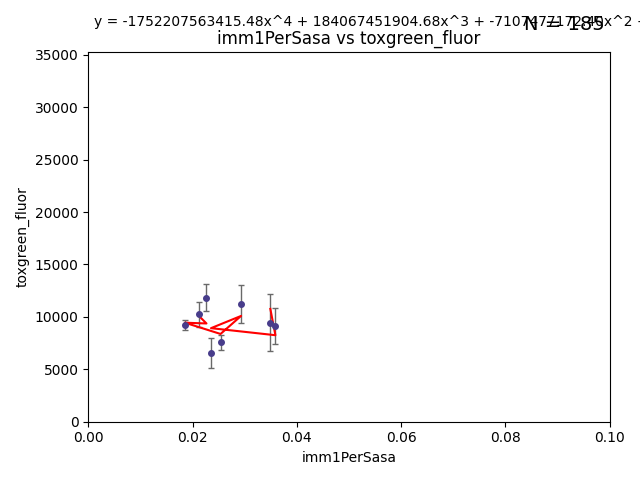 y = -1752207563415.48x^4 + 184067451904.68x^3 +
N = 185
imm1PerSasa vs toxgreen_fluor
35000
30000
25000
20000
15000
10000
5000
0
toxgreen_fluor
0.00 0.02 0.04 0.06 0.08 0.10
imm1PerSasa